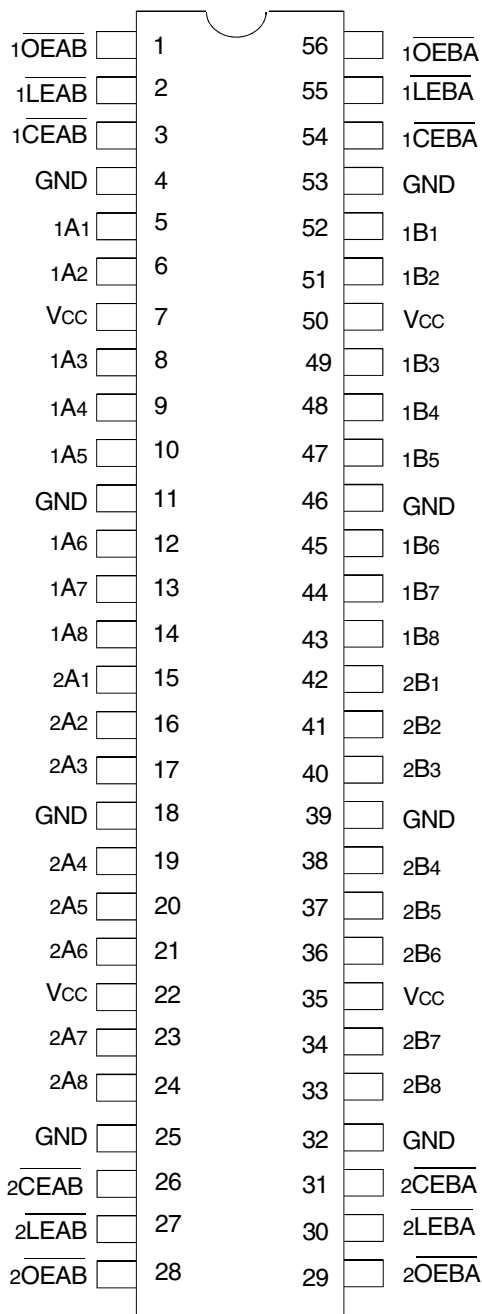 1OEAB 1 56 1OEBA
1LEAB 2 55 1LEBA
1CEAB 3 54 1CEBA
GND 4 53 GND
1A1 5 52 1B1
1A2 6 51 1B2
VCC 7 50 VCC
1A3 8 49 1B3
1A4 9 48 1B4
1A5 10 47 1B5
GND 11 46 GND
1A6 12 45 1B6
1A7 13 44 1B7
1A8 14 43 1B8
2A1 15 42 2B1
2A2 16 41 2B2
2A3 17 40 2B3
GND 18 39 GND
2A4 19 38 2B4
2A5 20 37 2B5
2A6 21 36 2B6
VCC 22 35 VCC
2A7 23 34 2B7
2A8 24 33 2B8
GND 25 32 GND
2CEAB 26 31 2CEBA
2LEAB 27 30 2LEBA
2OEAB 28 29 2OEBA